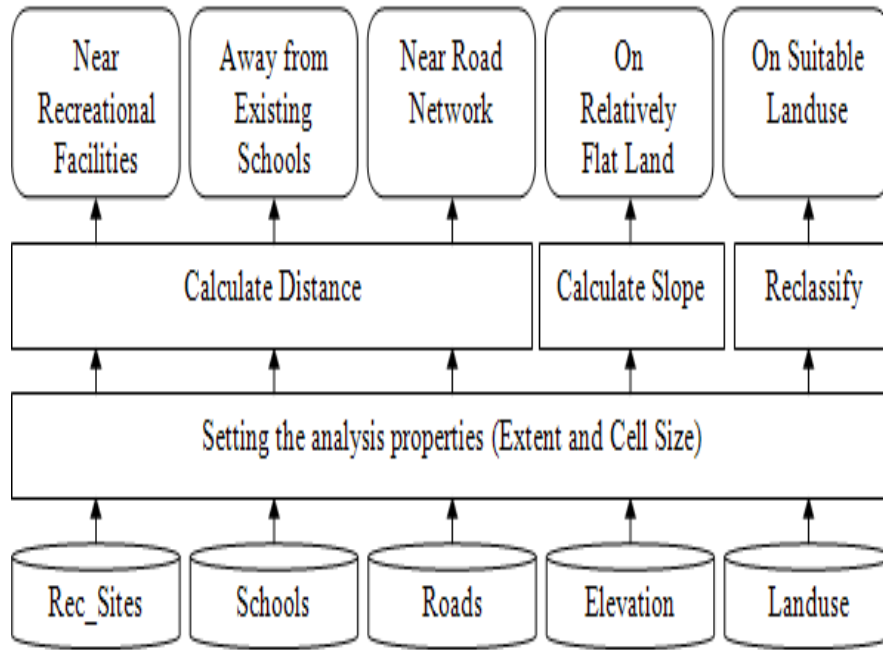 Near
Recreational
Facilities
Away from
Existing
Schools
Near Road
Network
On
Relatively
Flat Land
On Suitable
Landuse
Calculate Distance
Calculate Slope
Reclassify
Setting the analysis properties (Extent and Cell Size)
Rec_Sites
Schools
Roads
Elevation
Landuse